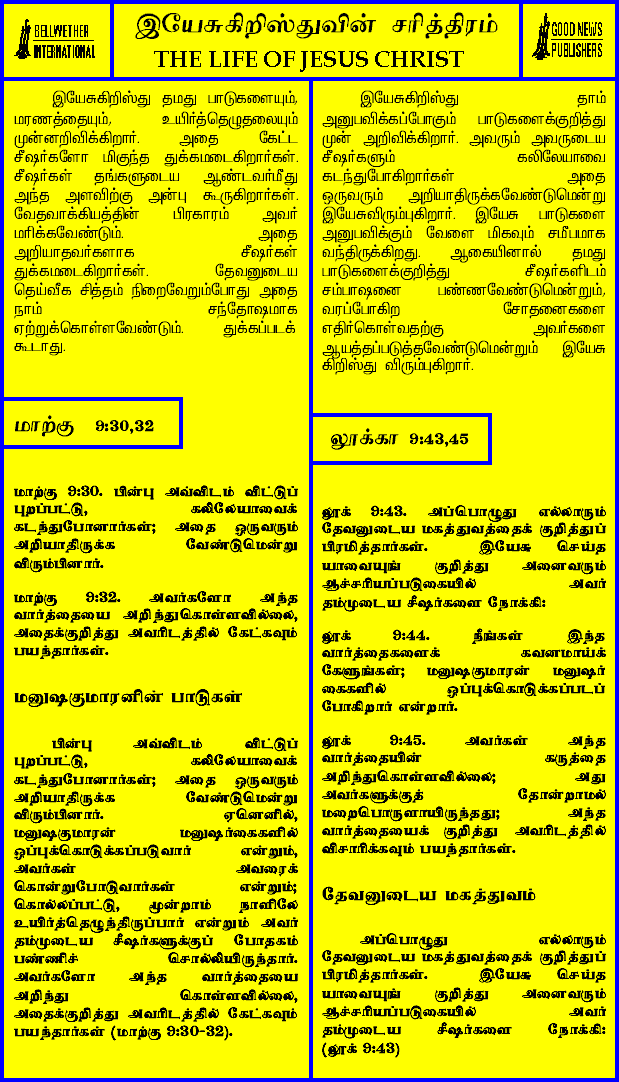 BELLWETHER
INTERNATIONAL
இயேசுகிறிஸ்துவின் சரித்திரம்
THE LIFE OF JESUS CHRIST
GOOD NEWS
PUBLISHERS
இயேசுகிறிஸ்து தமது பாடுகளையும்,
மரணத்தையும், உயிர்த்தெழுதலையும்
முன்னறிவிக்கிறார். அதை கேட்ட
சீஷர்களோ மிகுந்த துக்கமடைகிறார்கள்.
சீஷர்கள் தங்களுடைய ஆண்டவர்மீது
அந்த அளவிற்கு அன்பு கூருகிறார்கள்.
வேதவாக்கியத்தின் பிரகாரம் அவர்
மரிக்கவேண்டும். அதை
அறியாதவர்களாக சீஷர்கள்
துக்கமடைகிறார்கள். தேவனுடைய
தெய்வீக சித்தம் நிறைவேறும்போது அதை
நாம் சந்தோஷமாக
ஏற்றுக்கொள்ளவேண்டும். துக்கப்படக்
கூடாது.
மாற்கு 9:30,32
மாற்கு 9:30. பின்பு அவ்விடம் விட்டுப்
புறப்பட்டு, கலிலேயாவைக்
கடந்துபோனார்கள்; அதை ஒருவரும்
அறியாதிருக்க வேண்டுமென்று
விரும்பினார்.
மாற்கு 9:32. அவர்களோ அந்த
வார்த்தையை அறிந்துகொள்ளவில்லை,
அதைக்குறித்து அவரிடத்தில் கேட்கவும்
பயந்தார்கள்.
மனுஷகுமாரனின் பாடுகள்
பின்பு அவ்விடம் விட்டுப்
புறப்பட்டு, கலிலேயாவைக்
கடந்துபோனார்கள்; அதை ஒருவரும்
அறியாதிருக்க வேண்டுமென்று
விரும்பினார். ஏனெனில்,
மனுஷகுமாரன் மனுஷர்கைகளில்
ஒப்புக்கொடுக்கப்படுவார் என்றும்,
அவர்கள் அவரைக்
கொன்றுபோடுவார்கள் என்றும்;
கொல்லப்பட்டு, மூன்றாம் நாளிலே
உயிர்த்தெழுந்திருப்பார் என்றும் அவர்
தம்முடைய சீஷர்களுக்குப் போதகம்
பண்ணிச் சொல்லியிருந்தார்.
அவர்களோ அந்த வார்த்தையை
அறிந்து கொள்ளவில்லை,
அதைக்குறித்து அவரிடத்தில் கேட்கவும்
பயந்தார்கள் (மாற்கு 9:30-32).
இயேசுகிறிஸ்து தாம்
அனுபவிக்கப்போகும் பாடுகளைக்குறித்து
முன் அறிவிக்கிறார். அவரும் அவருடைய
சீஷர்களும் கலிலேயாவை
கடந்துபோகிறார்கள் அதை
ஒருவரும் அறியாதிருக்கவேண்டுமென்று
இயேசுவிரும்புகிறார். இயேசு பாடுகளை
அனுபவிக்கும் வேளை மிகவும் சமீபமாக
வந்திருக்கிறது. ஆகையினால் தமது
பாடுகளைக்குறித்து சீஷர்களிடம்
சம்பாஷனை பண்ணவேண்டுமென்றும்,
வரப்போகிற சோதனைகளை
எதிர்கொள்வதற்கு அவர்களை
ஆயத்தப்படுத்தவேண்டுமென்றும் இயேசு
கிறிஸ்து விரும்புகிறார்.
லூக்கா 9:43,45
லூக் 9:43. அப்பொழுது எல்லாரும்
தேவனுடைய மகத்துவத்தைக் குறித்துப்
பிரமித்தார்கள். இயேசு செய்த
யாவையுங் குறித்து அனைவரும்
ஆச்சரியப்படுகையில் அவர்
தம்முடைய சீஷர்களை நோக்கி:
லூக் 9:44. நீங்கள் இந்த
வார்த்தைகளைக் கவனமாய்க்
கேளுங்கள்; மனுஷகுமாரன் மனுஷர்
கைகளில் ஒப்புக்கொடுக்கப்படப்
போகிறார் என்றார்.
லூக் 9:45. அவர்கள் அந்த
வார்த்தையின் கருத்தை
அறிந்துகொள்ளவில்லை; அது
அவர்களுக்குத் தோன்றாமல்
மறைபொருளாயிருந்தது; அந்த
வார்த்தையைக் குறித்து அவரிடத்தில்
விசாரிக்கவும் பயந்தார்கள்.
தேவனுடைய மகத்துவம்
அப்பொழுது எல்லாரும்
தேவனுடைய மகத்துவத்தைக் குறித்துப்
பிரமித்தார்கள். இயேசு செய்த
யாவையுங் குறித்து அனைவரும்
ஆச்சரியப்படுகையில் அவர்
தம்முடைய சீஷர்களை நோக்கி:
(லூக் 9:43)